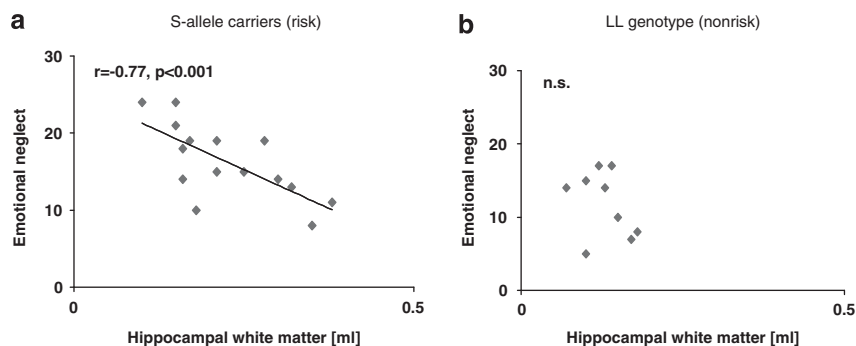 a
S-allele carriers (risk)
30
r=-0.77, p<0.001
20
10
0
0
0.5
Emotional neglect
Hippocampal white matter [ml]
b
LL genotype (nonrisk)
30
n.s.
20
10
0
0
0.5
Emotional neglect
Hippocampal white matter [ml]